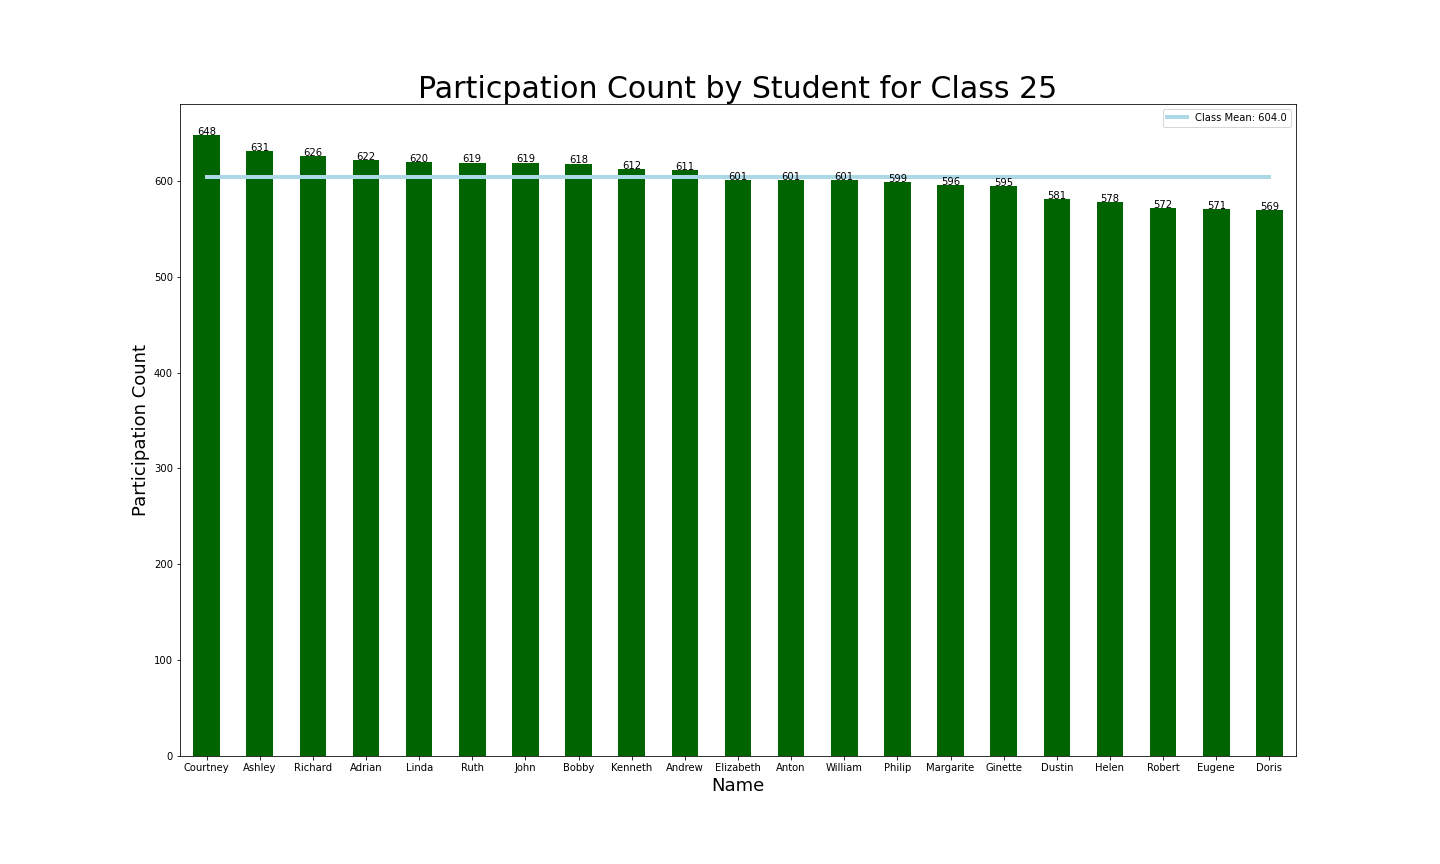 Particpation Count by Student for Class 25
Class Mean: 604.0
648 631 626 622 620 619 619 618 612 611 601 601 601 599 596 595 581 578 572 571 569
600
500
400
300
200
100
0
Participation Count
Courtney Ashley Richard Adrian Linda Ruth John Bobby Kenneth Andrew Elizabeth Anton William Philip Margarite Ginette Dustin Helen Robert Eugene Doris
Name